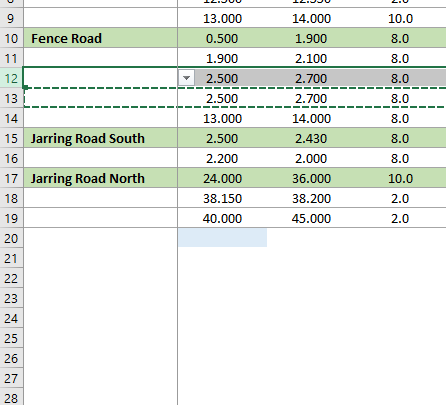 9 13.000 14.000 10.0
10 Fence Road 0.500 1.900 8.0
11 1.900 2.100 8.0
12 2.500 2.700 8.0
13 2.500 2.700 8.0
14 13.000 14.000 8.0
15 Jarring Road South 2.500 2.430 8.0
16 2.200 2.000 8.0
17 Jarring Road North 24.000 36.000 10.0
18 38.150 38.200 2.0
19 40.000 45.000 2.0
20
21
22
23
24
25
26
27
28